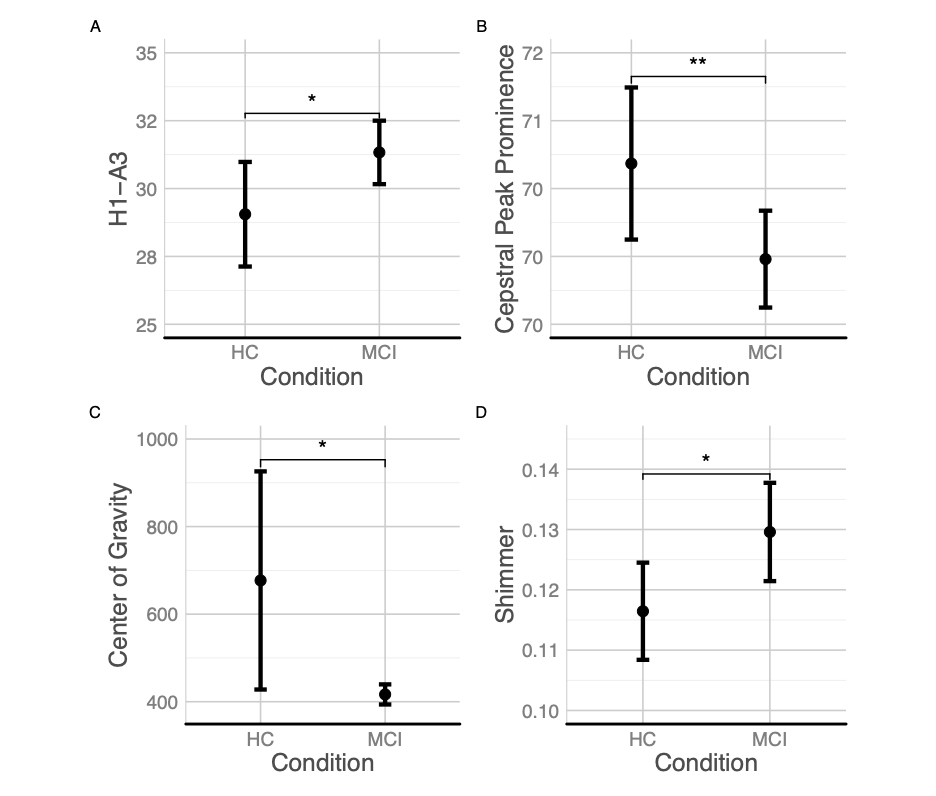 A
H1−A3
35
32
30
28
25
*
HC MCI
Condition
B
Cepstral Peak Prominence
72
71
70
70
70
**
HC MCI
Condition
C
Center of Gravity
1000
800
600
400
*
HC MCI
Condition
D
Shimmer
0.14
0.13
0.12
0.11
0.10
*
HC MCI
Condition